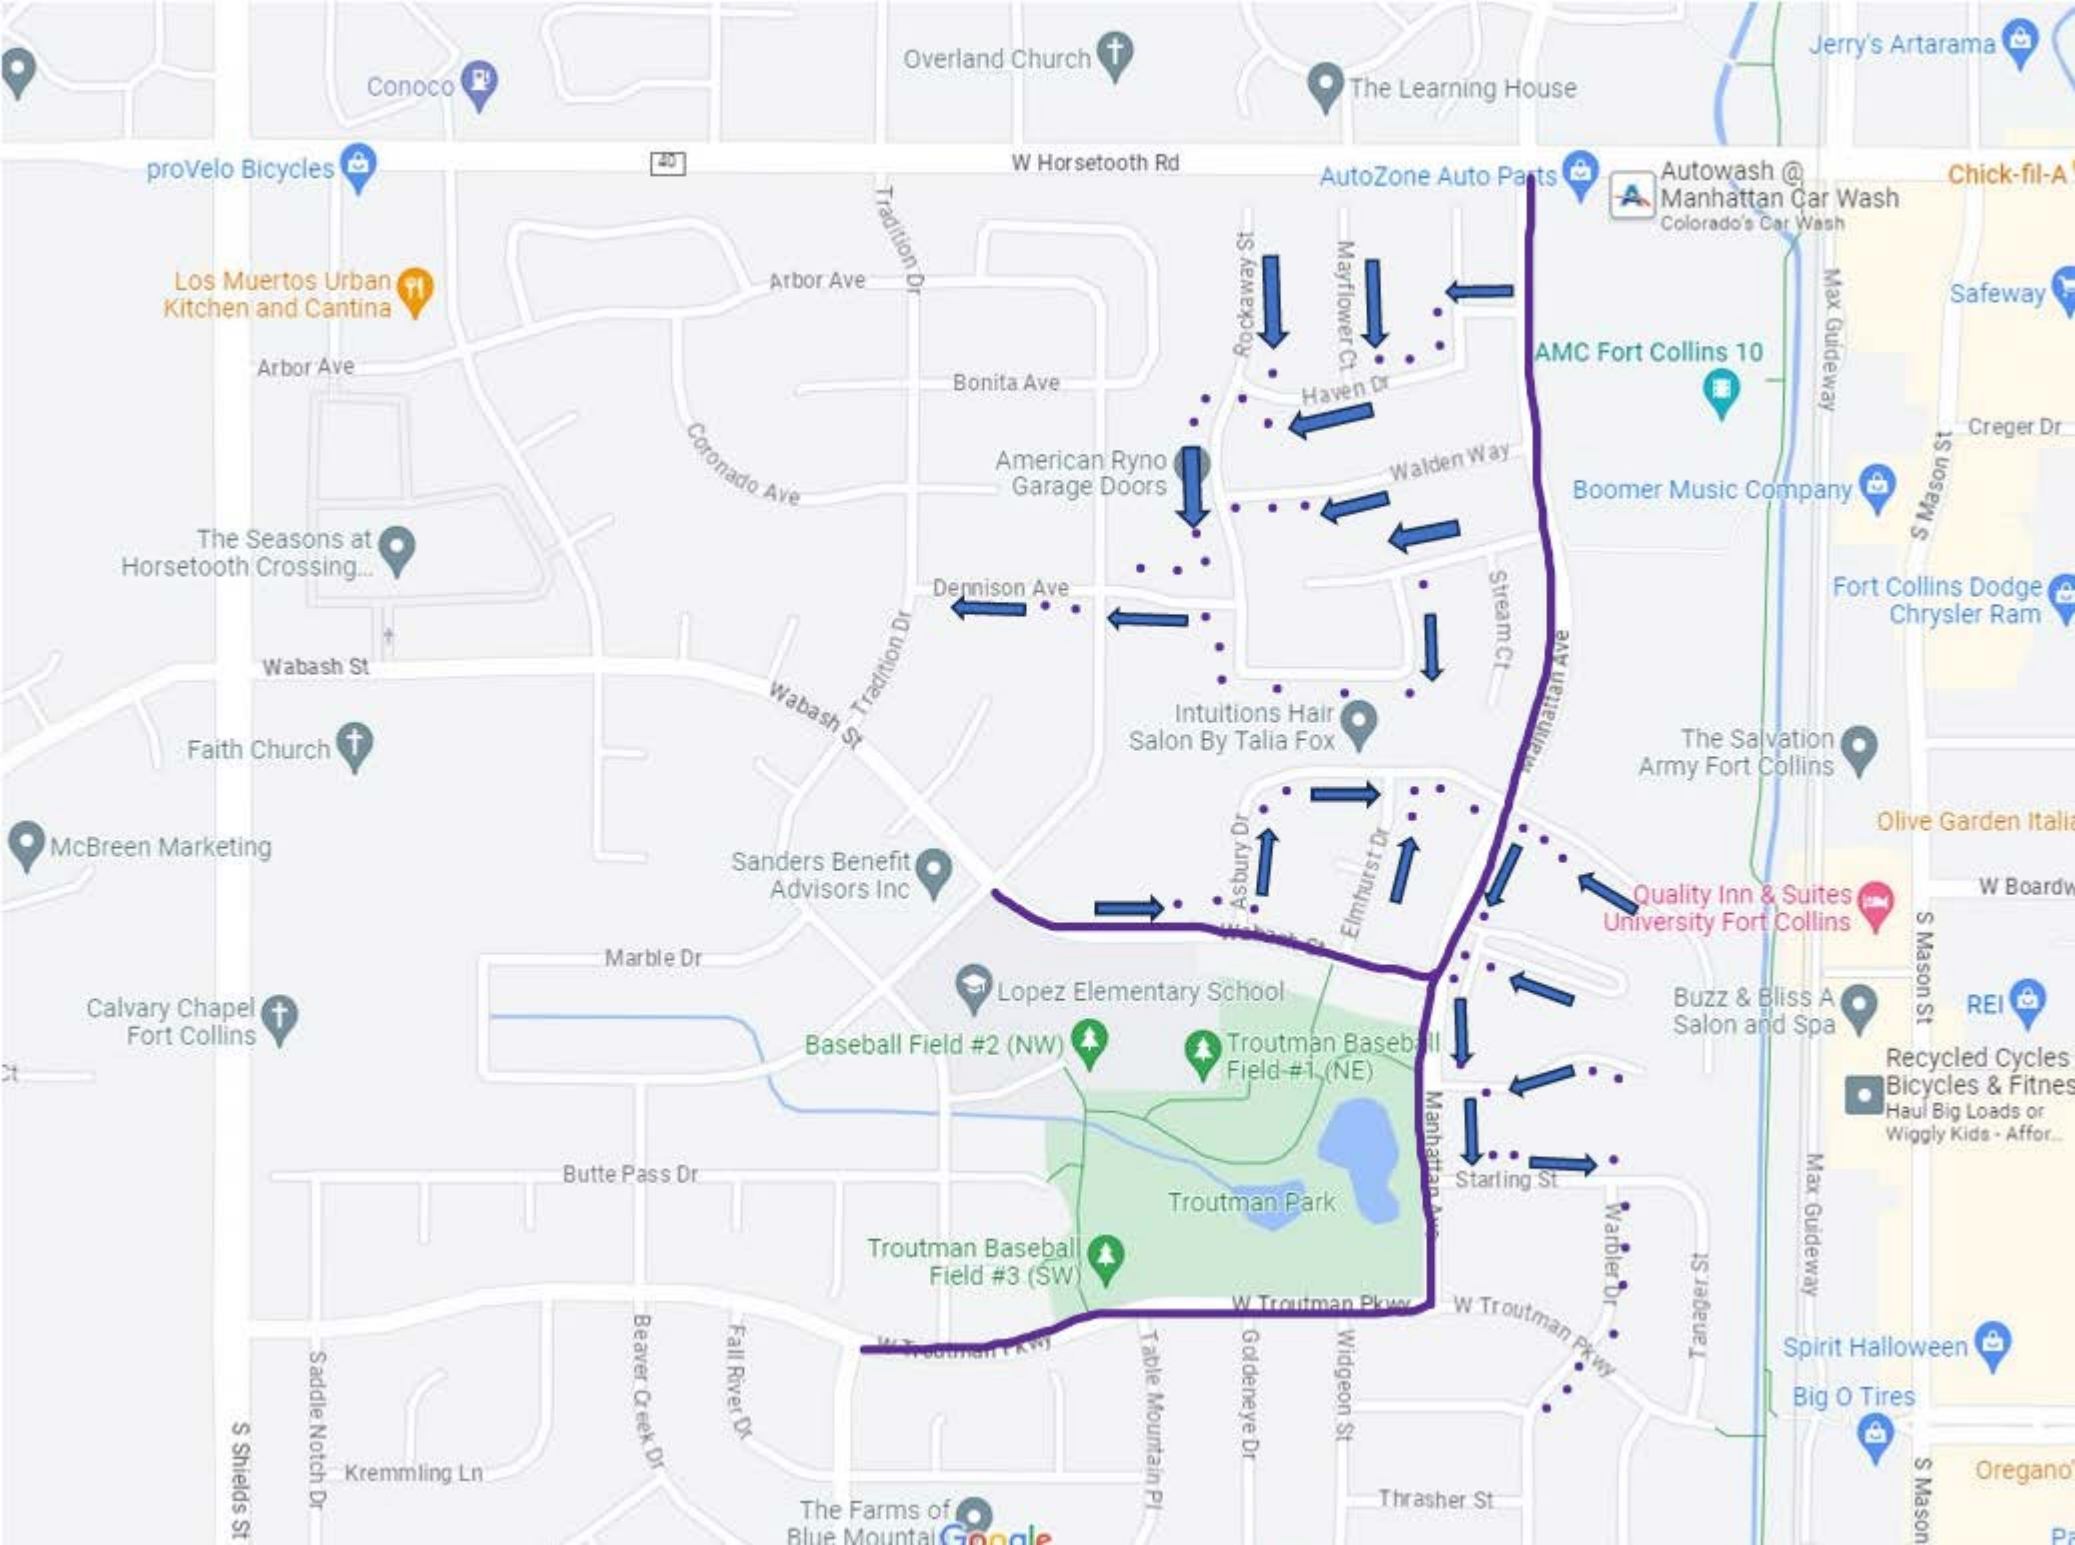 Jerry's Artarama
Overland Church
Conoco
The Learning House
proVelo Bicycles
40
W Horsetooth Rd
AutoZone Auto Parts
Autowash @
Manhattan Car Wash
Colorado's Car Wash
Chick-fil-A
Tradition Dr
Rockaway St
Mayflower Ct
Max Guideway
Los Muertos Urban
Kitchen and Cantina
Arbor Ave
Safeway
Arbor Ave
AMC Fort Collins 10
Bonita Ave
Haven Dr
Creger Dr
Coronado Ave
American Ryno
Garage Doors
Walden Way
Boomer Music Company
S Mason St
The Seasons at
Horsetooth Crossing...
Dennison Ave
Stream Ct
Fort Collins Dodge
Chrysler Ram
Wabash St
Tradition Dr
Manhattan Ave
Wabash St
Intuitions Hair
Salon By Talia Fox
Faith Church
The Salvation
Army Fort Collins
Olive Garden Italia
McBreen Marketing
Sanders Benefit
Advisors Inc
Asbury Dr
Elmhurst Dr
W Boardw
Quality Inn & Suites
University Fort Collins
Wabash St
S Mason St
Marble Dr
Lopez Elementary School
Calvary Chapel
Fort Collins
Buzz & Bliss A
Salon and Spa
REI
Baseball Field #2 (NW)
Troutman Baseball
Field #1 (NE)
Recycled Cycles
Bicycles & Fitnes
Haul Big Loads or
Wiggly Kids - Affor...
Ct
Manhattan Ave
Butte Pass Dr
Starling St
Troutman Park
Max Guideway
Warbler Dr
Tanager St
Troutman Baseball
Field #3 (SW)
W Troutman Pkwy
W Troutman Pkwy
W Troutman Pkwy
Spirit Halloween
Big O Tires
Saddle Notch Dr
Beaver Creek Dr
Fall River Dr
Table Mountain Pl
Goldeneye Dr
Widgeon St
S Shields St
Kremmling Ln
Thrasher St
S Mason
Oregano'
The Farms of
Blue Mountai
Google
Pa